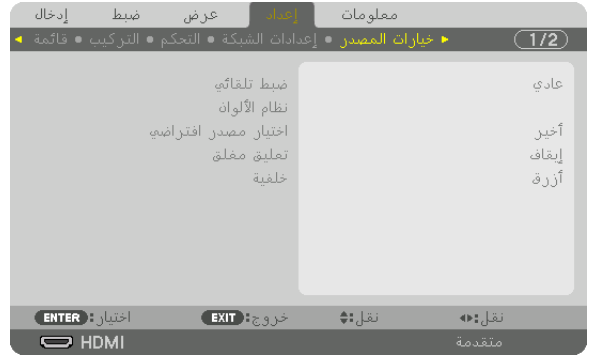 إدخال ضبط عرض إعداد معلومات
قائمة • التركيب • التحكم • إعدادات الشبكة • خيارات المصدر 1/2
ضبط تلقائي عادي
نظام الألوان
اختيار مصدر افتراضي أخير
تعليق مغلق إيقاف
خلفية أزرق
ENTER: اختيار EXIT: خروج نقل: نقل:
HDMI متقدمة